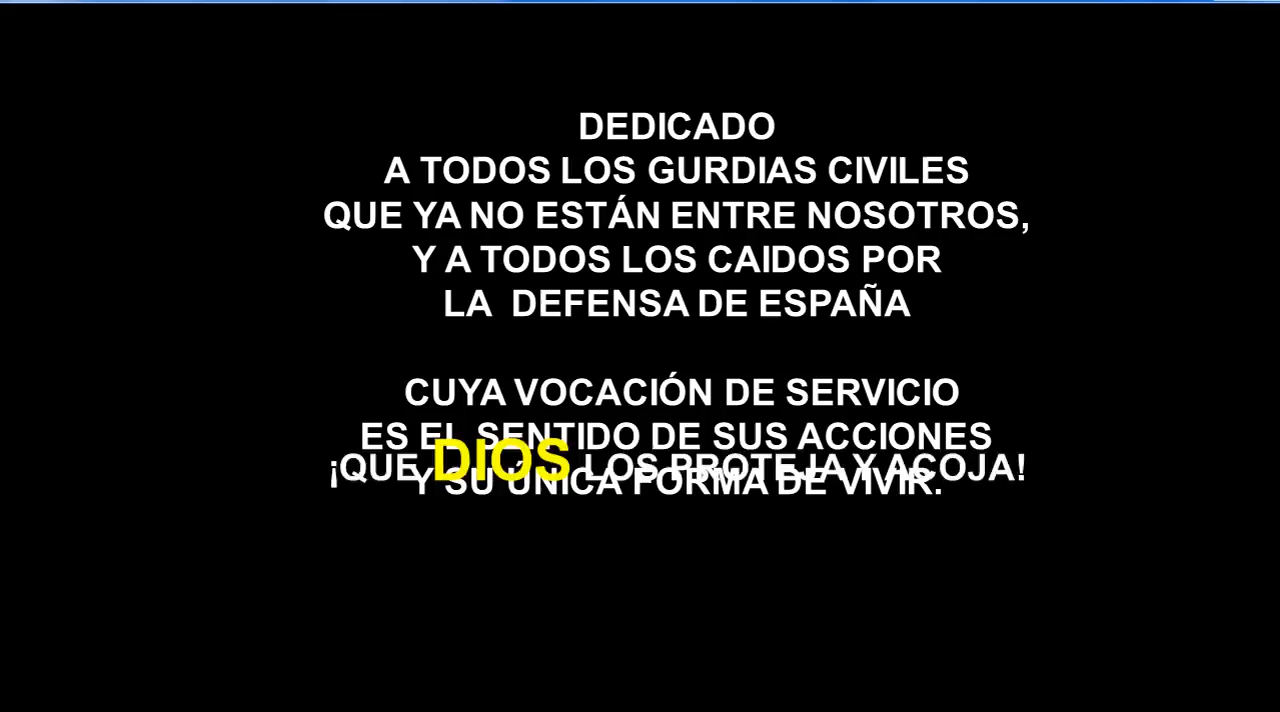 DEDICADO
A TODOS LOS GURDIAS CIVILES
QUE YA NO ESTÁN ENTRE NOSOTROS,
Y A TODOS LOS CAIDOS POR
LA DEFENSA DE ESPAÑA
CUYA VOCACIÓN DE SERVICIO
ES EL SENTIDO DE SUS ACCIONES
¡QUE DIOS LOS PROTEJA Y ACOJA!
Y SU ÚNICA FORMA DE VIVIR.